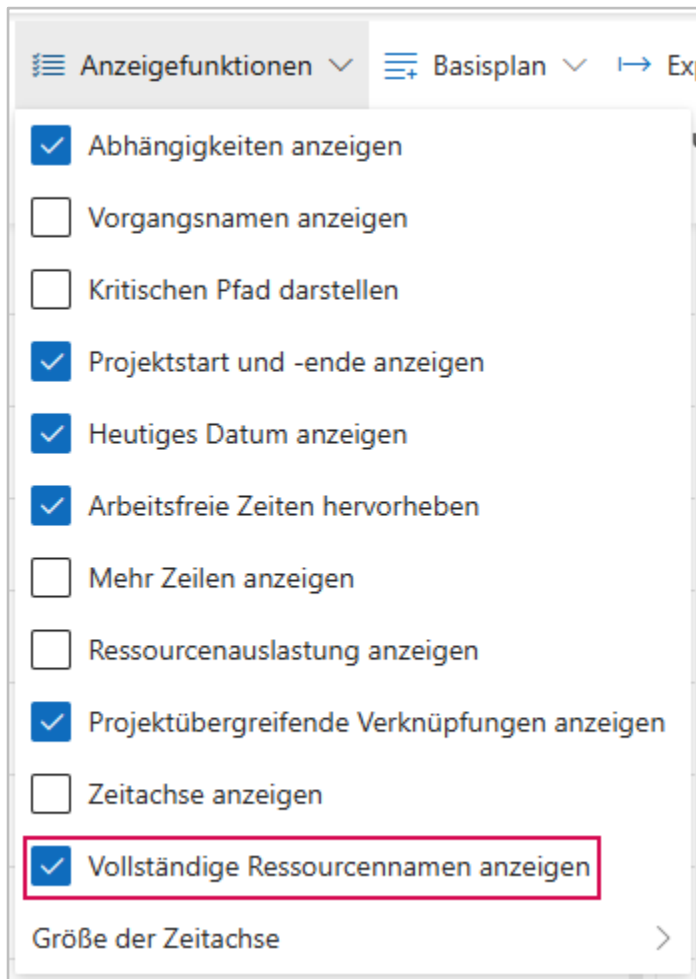 Anzeigefunktionen Basisplan
Abhängigkeiten anzeigen
Vorgangsnamen anzeigen
Kritischen Pfad darstellen
Projektstart und -ende anzeigen
Heutiges Datum anzeigen
Arbeitsfreie Zeiten hervorheben
Mehr Zeilen anzeigen
Ressourcenauslastung anzeigen
Projektübergreifende Verknüpfungen anzeigen
Zeitachse anzeigen
Vollständige Ressourcennamen anzeigen
Größe der Zeitachse